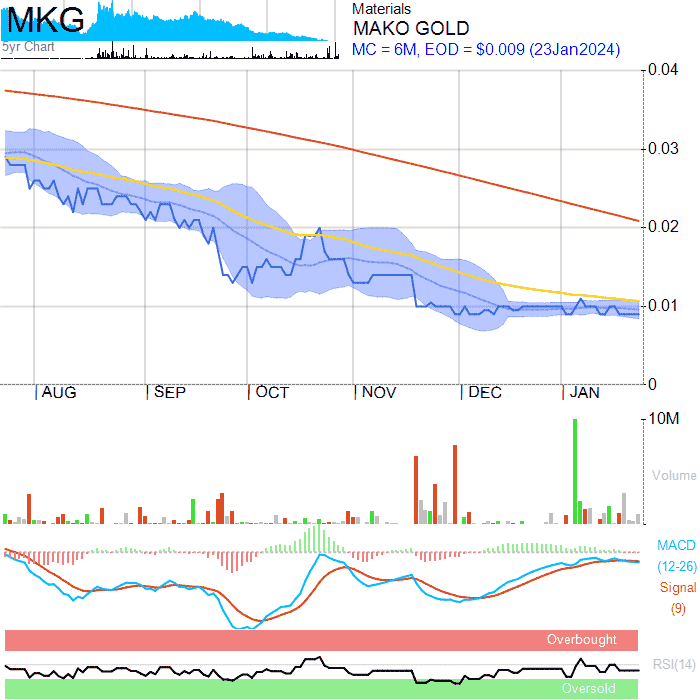 MKG
5yr Chart
Materials
MAKO GOLD
MC = 6M, EOD = $0.009 (23Jan2024)
0.04
0.03
0.02
0.01
0
AUG
SEP
OCT
NOV
DEC
JAN
10M
Volume
MACD
(12-26)
Signal
(9)
Overbought
RSI(14)
Oversold